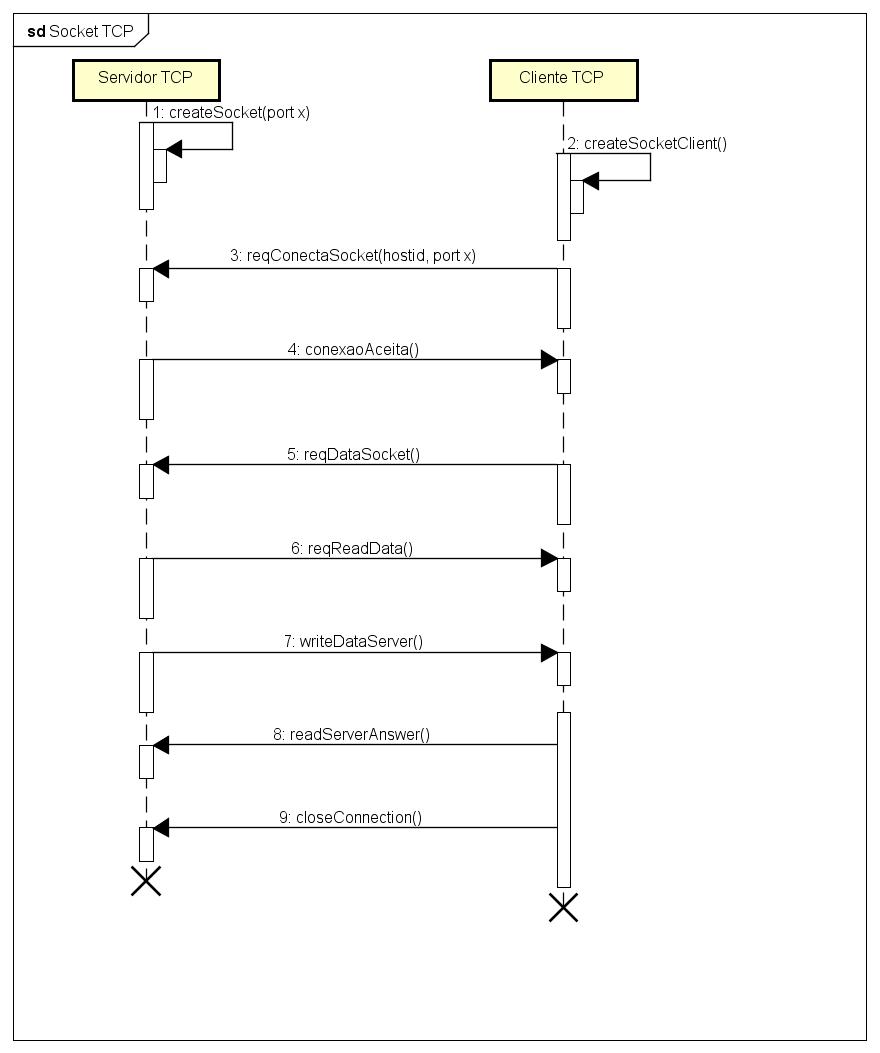 sd Socket TCP
Servidor TCP
Cliente TCP
1: createSocket(port x)
2: createSocketClient()
3: reqConectaSocket(hostid, port x)
4: conexaoAceita()
5: reqDataSocket()
6: reqReadData()
7: writeDataServer()
8: readServerAnswer()
9: closeConnection()